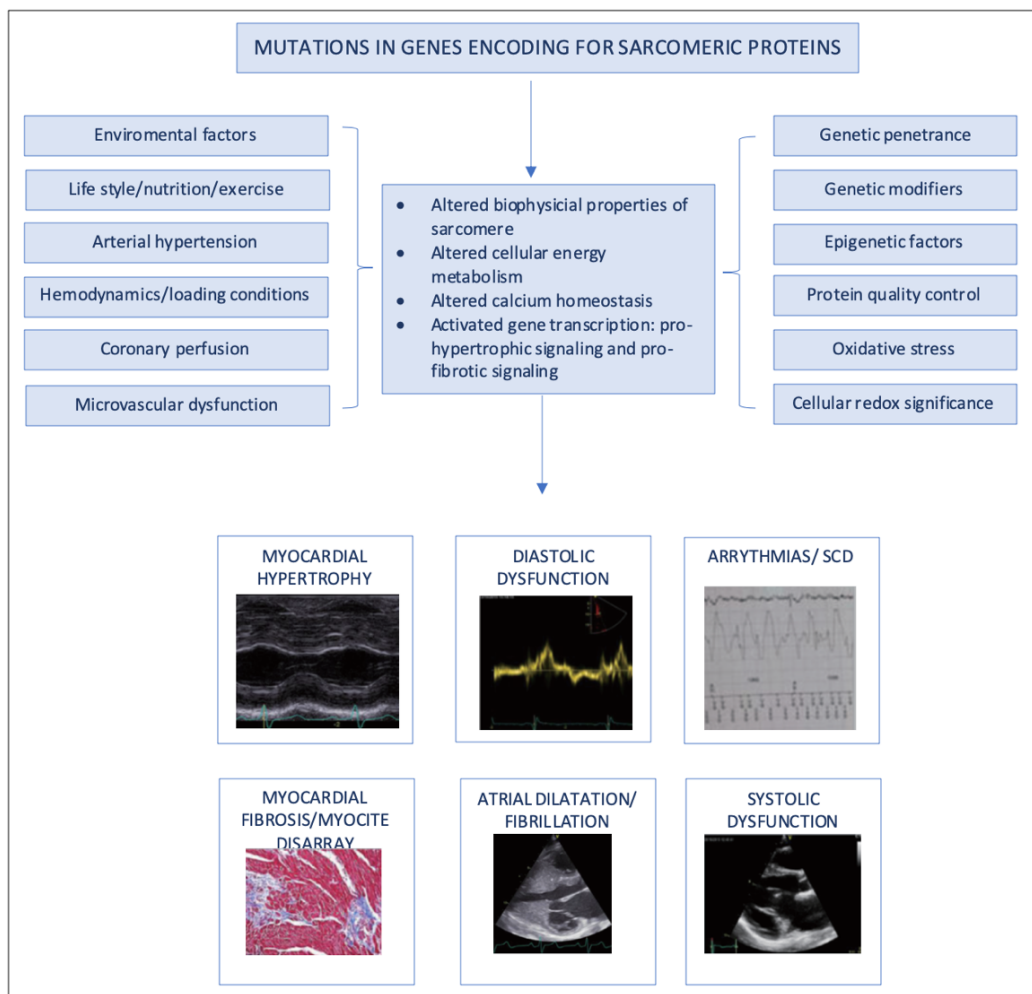 MUTATIONS IN GENES ENCODING FOR SARCOMERIC PROTEINS
Enviromental factors
Life style/nutrition/exercise
Arterial hypertension
Hemodynamics/loading conditions
Coronary perfusion
Microvascular dysfunction
• Altered biophysicial properties of
sarcomere
• Altered cellular energy
metabolism
• Altered calcium homeostasis
• Activated gene transcription: pro-
hypertrophic signaling and pro-
fibrotic signaling
Genetic penetrance
Genetic modifiers
Epigenetic factors
Protein quality control
Oxidative stress
Cellular redox significance
MYOCARDIAL
HYPERTROPHY
DIASTOLIC
DYSFUNCTION
ARRYTHMIAS/ SCD
MYOCARDIAL
FIBROSIS/MYOCITE
DISARRAY
ATRIAL DILATATION/
FIBRILLATION
SYSTOLIC
DYSFUNCTION